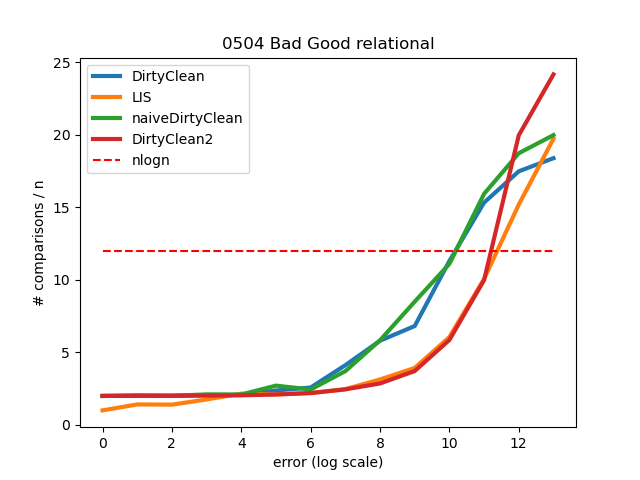 0504 Bad Good relational
25
20
15
10
5
0
# comparisons / n
DirtyClean
LIS
naiveDirtyClean
DirtyClean2
nlogn
0 2 4 6 8 10 12
error (log scale)